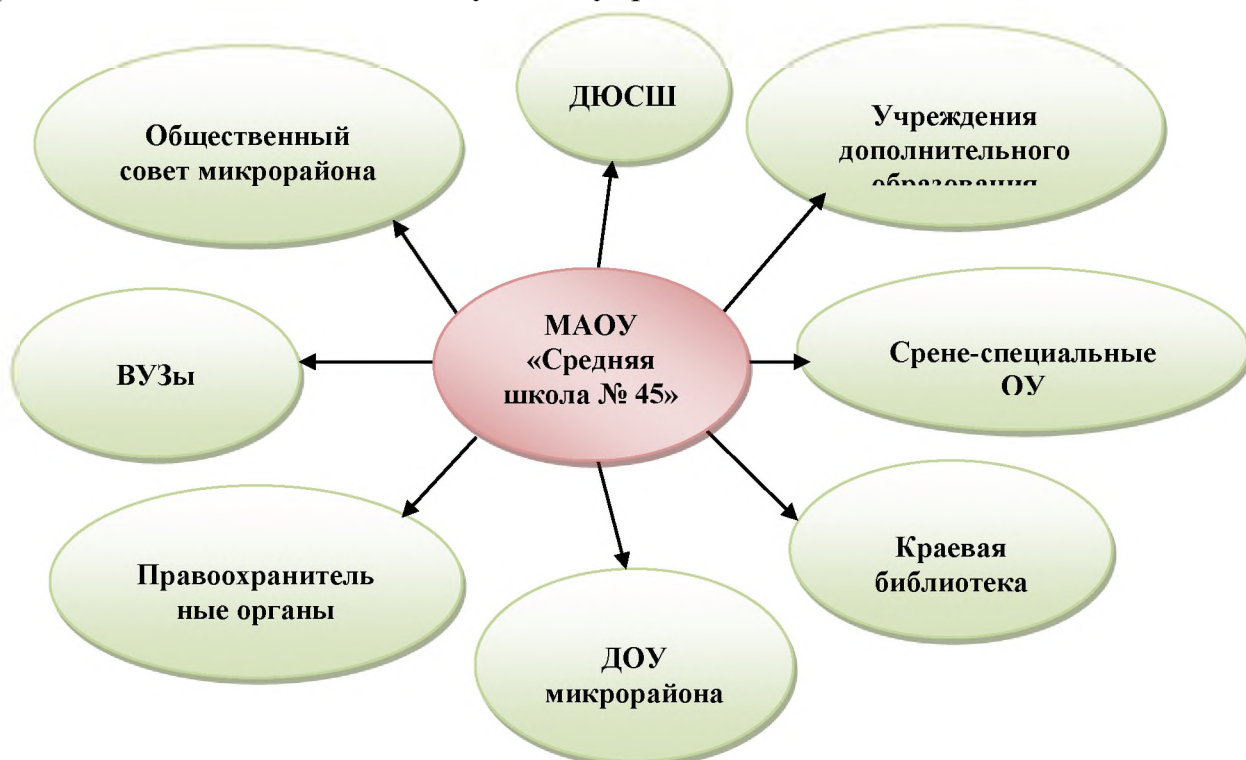 ДЮСШ
Общественный
совет микрорайона
Учреждения
дополнительного
образования
МАОУ
«Средняя
школа № 45»
ВУЗы
Срене-специальные
ОУ
Правоохранитель
ные органы
Краевая
библиотека
ДОУ
микрорайона